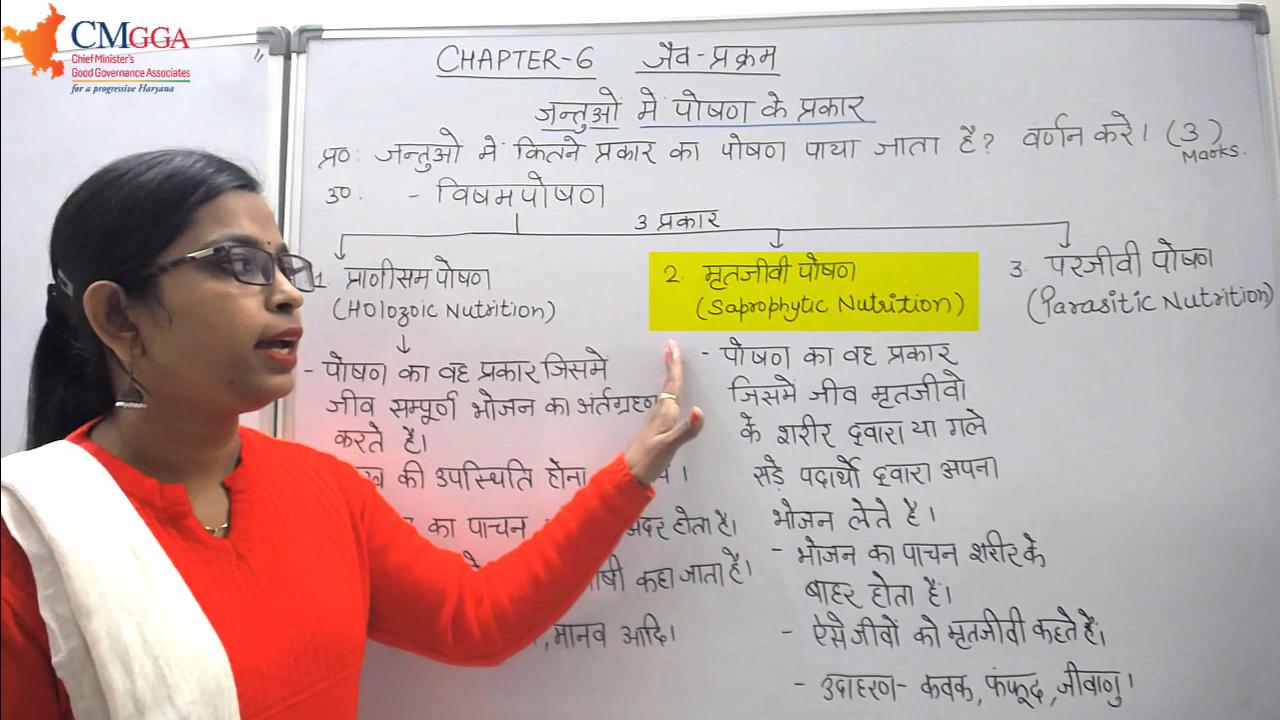 CMGGA
Chief Minister's
Good Governance Associates
for a progressive Haryana
CHAPTER-6 जैव-प्रक्रम
जन्तुओं में पोषण के प्रकार
प्र०: जन्तुओ में कितने प्रकार का पोषण पाया जाता है? वर्णन करे। (3)
Marks.
उ०: - विषमपोषण
3 प्रकार
1. प्राणीसम पोषण
(Holozoic Nutrition)
- पोषण का वह प्रकार जिसमें
जीव सम्पूर्ण भोजन का अंर्तग्रहण
करते है।
की उपस्थिति होना
का पाचन अंदर होता है।
कहा जाता है।
,मानव आदि।
2. मृतजीवी पोषण
(Saprophytic Nutrition)
- पोषण का वह प्रकार
जिसमें जीव मृतजीवो
के शरीर दवारा या गले
सड़े पदार्थो दवारा अपना
भोजन लेते है।
- भोजन का पाचन शरीर के
बाहर होता है।
- ऐसे जीवों को मृतजीवी कहते हैं।
- उदाहरण- कवक, फंफूद, जीवाणु।
3. परजीवी पोषण
(Parasitic Nutrition)